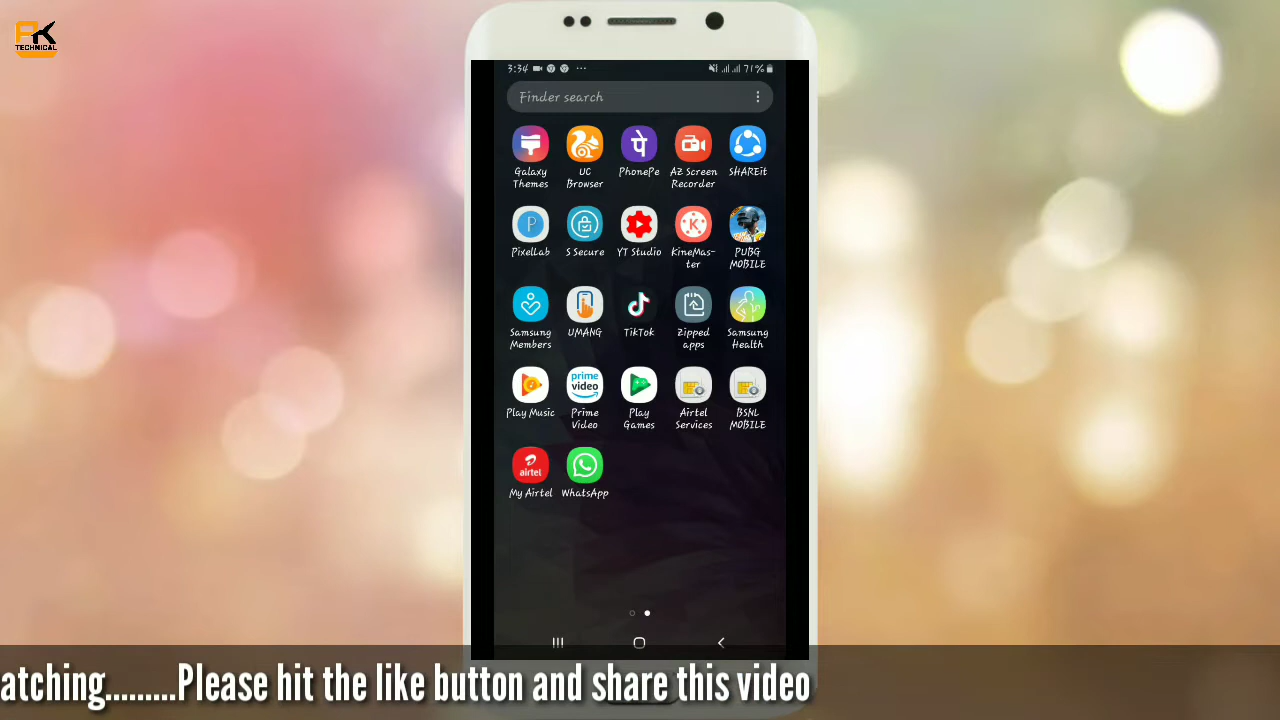 RK
TECHNICAL
3:34 ... 71%
Finder search
Galaxy Themes
UC Browser
पे
PhonePe
AZ Screen Recorder
SHAREit
P
PixelLab
S Secure
YT Studio
K
KineMas-
ter
PUBG MOBILE
Samsung Members
UMANG
TikTok
Zipped apps
Samsung Health
Play Music
prime video
Prime Video
Play Games
Airtel Services
BSNL MOBILE
airtel
My Airtel
WhatsApp
atching.........Please hit the like button and share this video